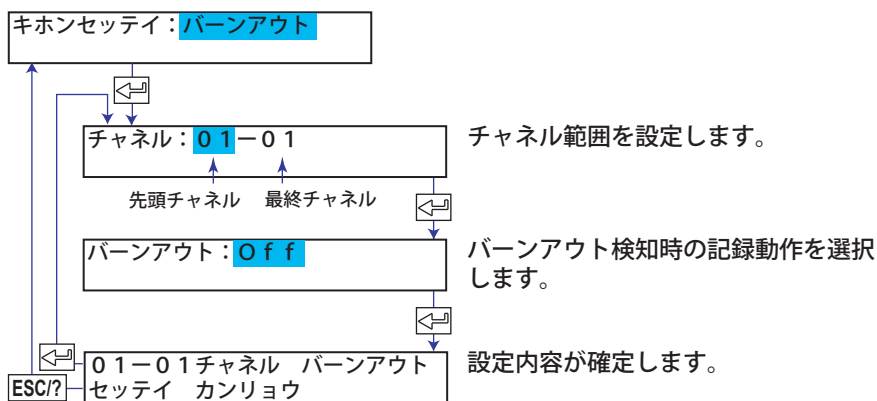 キホンセッテイ：バーンアウト
チャネル：０１－０１
チャネル範囲を設定します。
先頭チャネル　最終チャネル
バーンアウト：Ｏｆｆ
バーンアウト検知時の記録動作を選択
します。
０１－０１チャネル　バーンアウト
セッテイ　カンリョウ
設定内容が確定します。
ESC/?